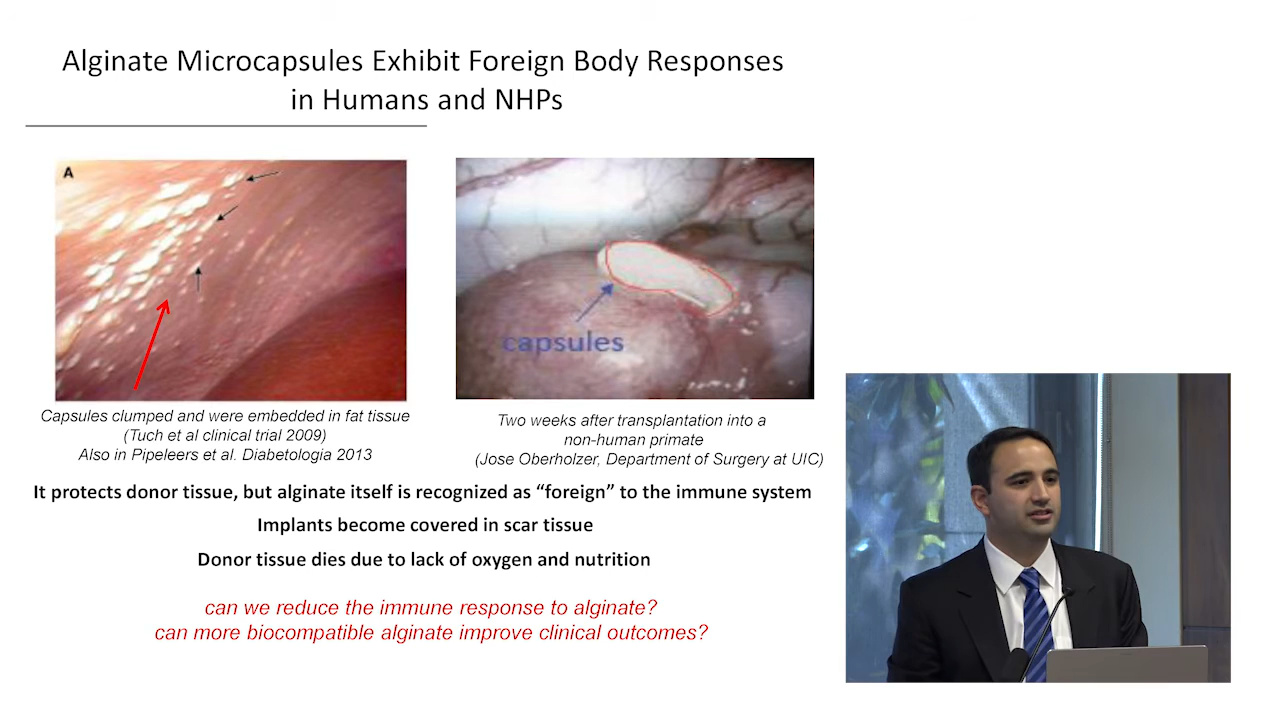 Alginate Microcapsules Exhibit Foreign Body Responses
in Humans and NHPs
A
capsules
Capsules clumped and were embedded in fat tissue
(Tuch et al clinical trial 2009)
Also in Pipeleers et al. Diabetologia 2013
Two weeks after transplantation into a
non-human primate
(Jose Oberholzer, Department of Surgery at UIC)
It protects donor tissue, but alginate itself is recognized as “foreign” to the immune system
Implants become covered in scar tissue
Donor tissue dies due to lack of oxygen and nutrition
can we reduce the immune response to alginate?
can more biocompatible alginate improve clinical outcomes?